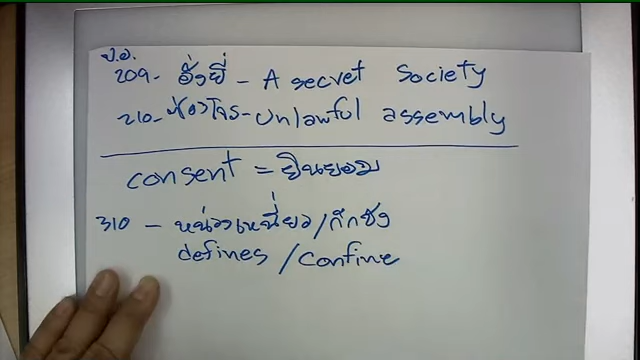 ป.อ.
209- อั้งยี่ - A secret Society
210- ซ่องโจร - Unlawful assembly
consent = ยินยอม
310 - หน่วงเหนี่ยว/กักขัง
defines / Confine